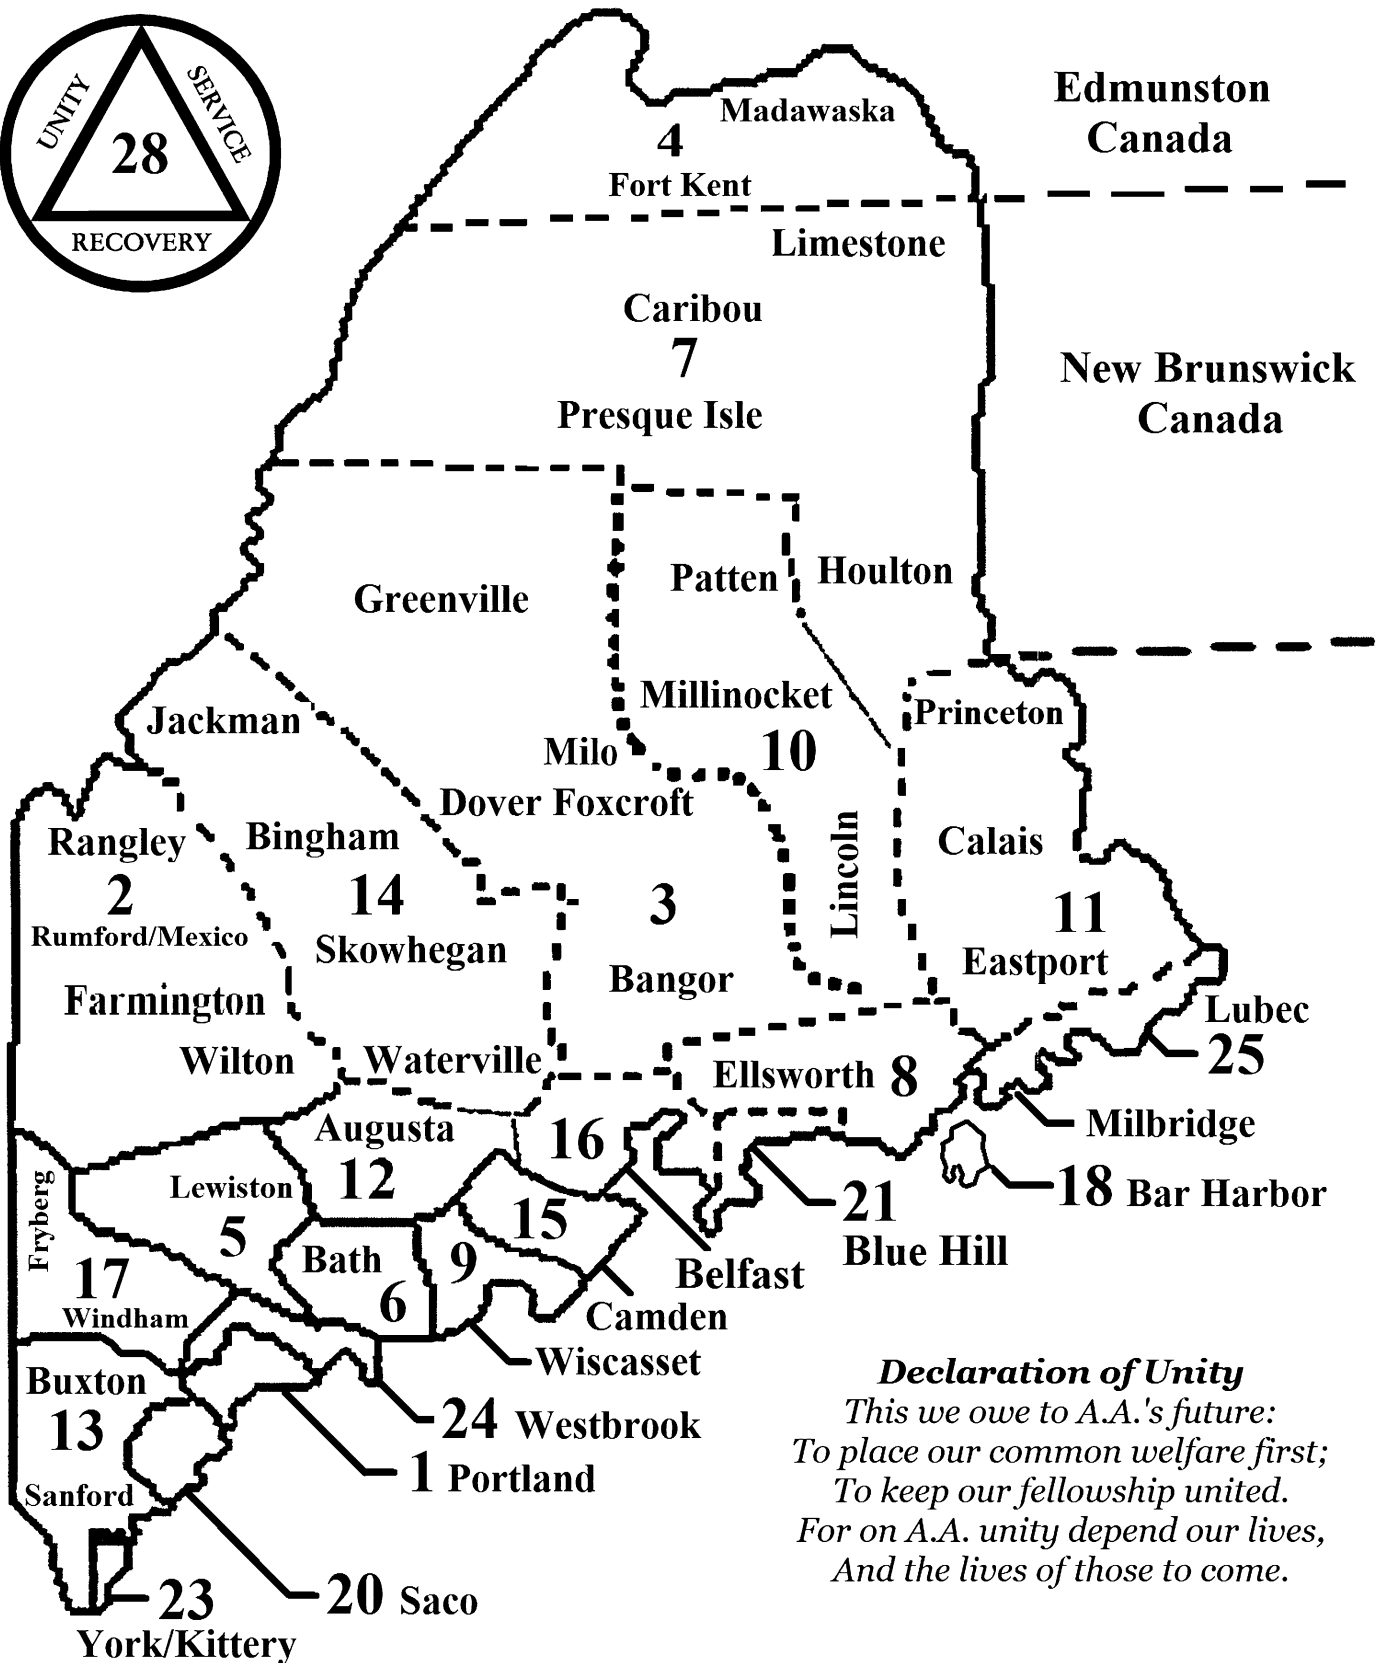 UNITY
SERVICE
28
RECOVERY
Madawaska
4
Fort Kent
Edmunston
Canada
Limestone
Caribou
7
Presque Isle
New Brunswick
Canada
Greenville
Patten
Houlton
Jackman
Millinocket
10
Princeton
Milo
Dover Foxcroft
Rangley
2
Rumford/Mexico
Farmington
Wilton
Bingham
14
Skowhegan
Waterville
3
Bangor
Lincoln
Calais
11
Eastport
Lubec
25
Ellsworth 8
Milbridge
18 Bar Harbor
21
Blue Hill
Augusta
12
16
Belfast
15
Camden
Lewiston
5
Bath
6
9
Wiscasset
Fryberg
17
Windham
24 Westbrook
1 Portland
Buxton
13
Sanford
20 Saco
23
York/Kittery
Declaration of Unity
This we owe to A.A.'s future:
To place our common welfare first;
To keep our fellowship united.
For on A.A. unity depend our lives,
And the lives of those to come.